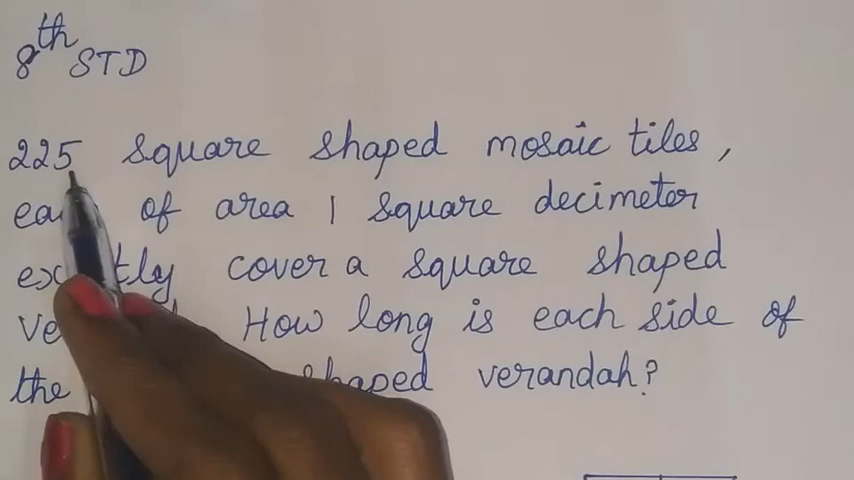 8th STD
225 square shaped mosaic tiles,
of area 1 square decimeter
cover a square shaped
How long is each side of
the shaped verandah?